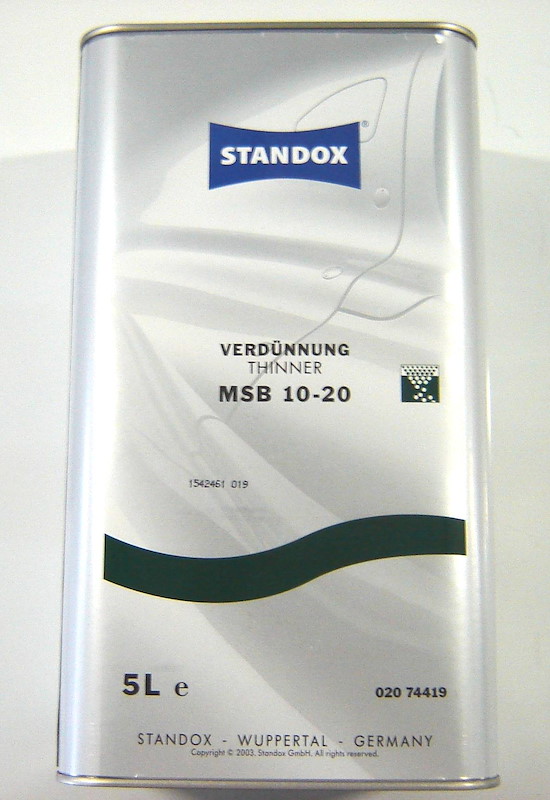 STANDOX®
VERDÜNNUNG
THINNER
MSB 10-20
1542461 019
5L e
020 74419
STANDOX - WUPPERTAL - GERMANY
Copyright © 2003, Standox GmbH. All rights reserved.